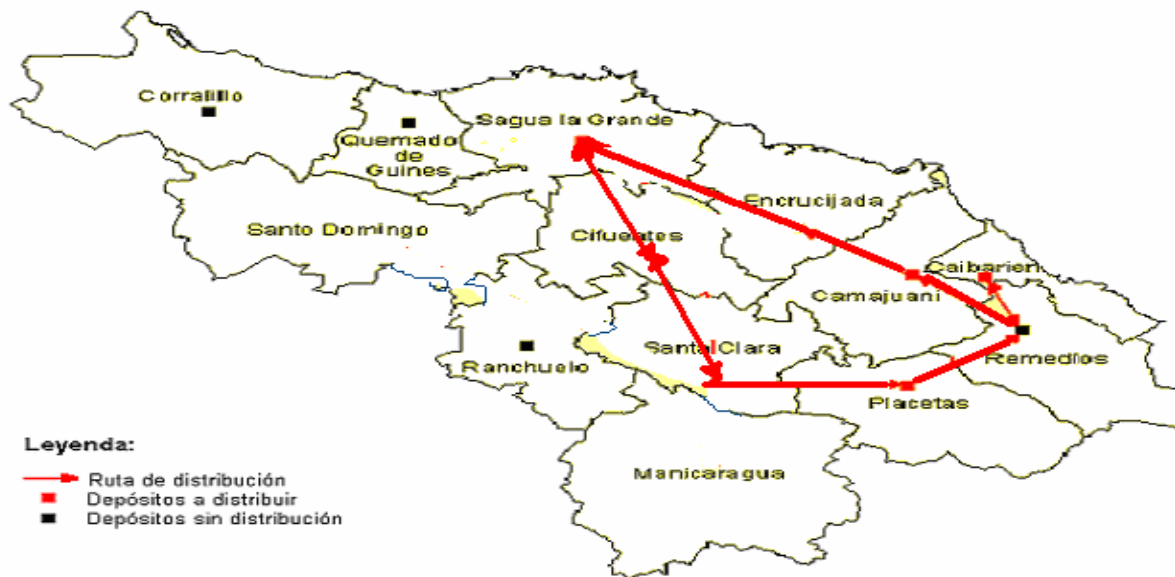 Corralillo
Sagua la Grande
Quemado
de
Guines
Encrucijada
Santo Domingo
Cifuentes
Caibarien
Camajuani
Santa Clara
Remedios
Ranchuelo
Placetas
Manicaragua
Leyenda:
Ruta de distribución
Depósitos a distribuir
Depósitos sin distribución